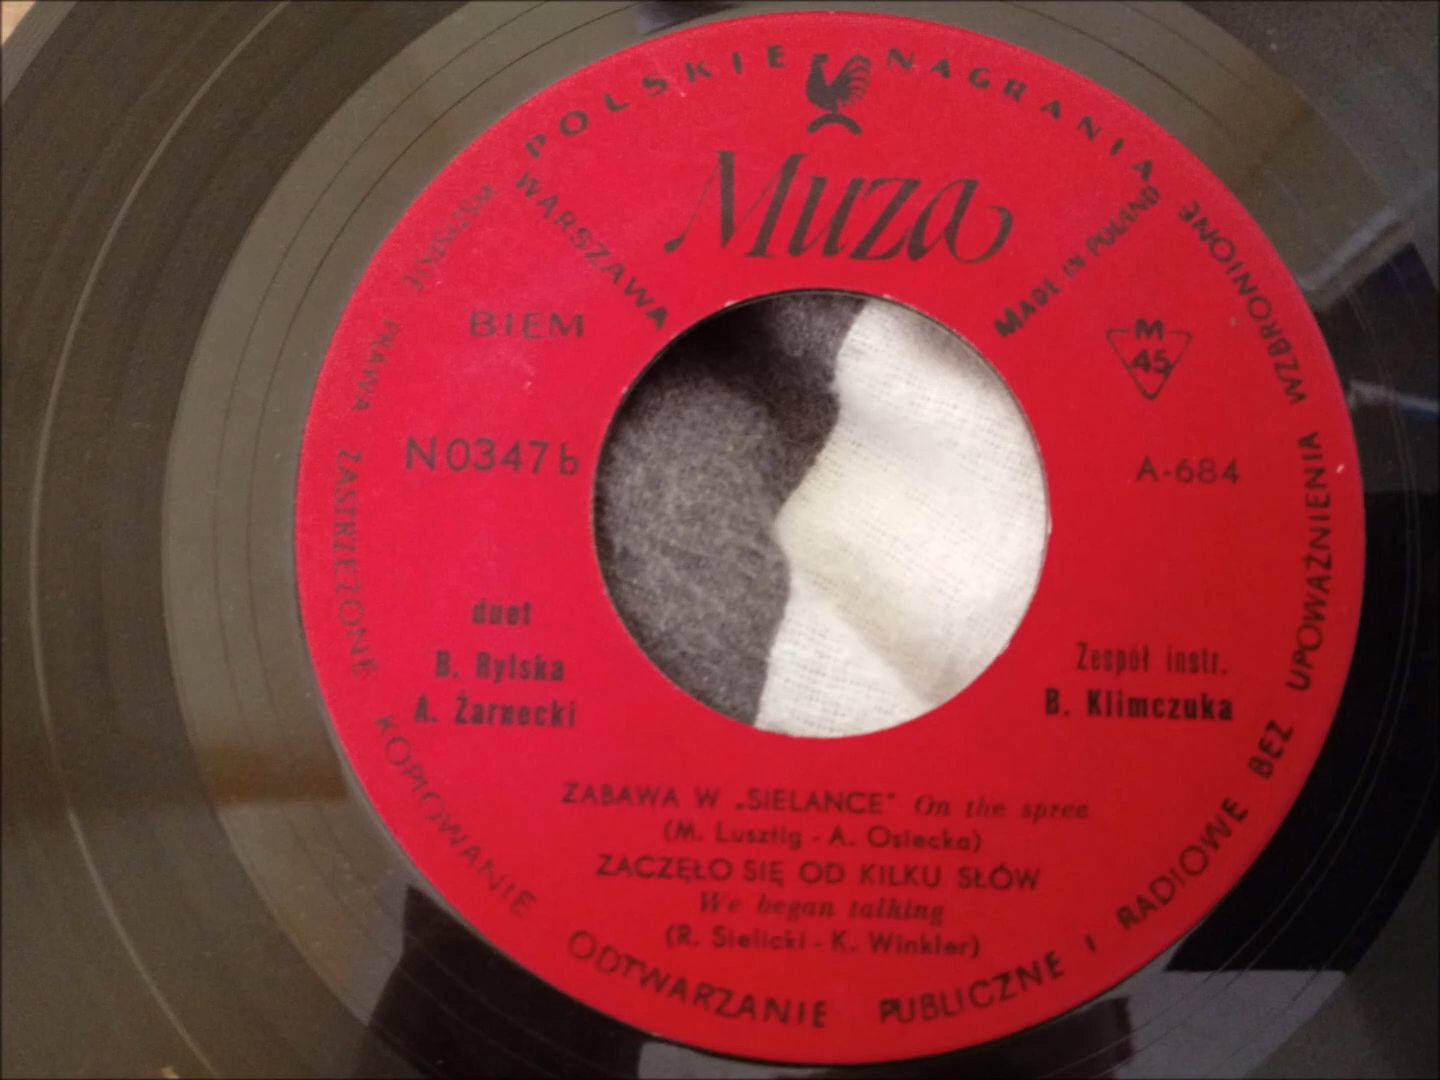 POLSKIE NAGRANIA
WARSZAWA
Muza
MADE IN POLAND
BIEM
M
45
N0347b
A-684
duet
B. Rylska
A. Żarnecki
Zespół instr.
B. Klimczuka
ZABAWA W „SIELANCE" On the spree
(M. Lusztig - A. Osiecka)
ZACZĘŁO SIĘ OD KILKU SŁÓW
We began talking
(R. Sielicki - K. Winkler)
WSZYSTKIE PRAWA ZASTRZEŻONE KOPIOWANIE ODTWARZANIE PUBLICZNE I RADIOWE BEZ UPOWAŻNIENIA WZBRONIONE